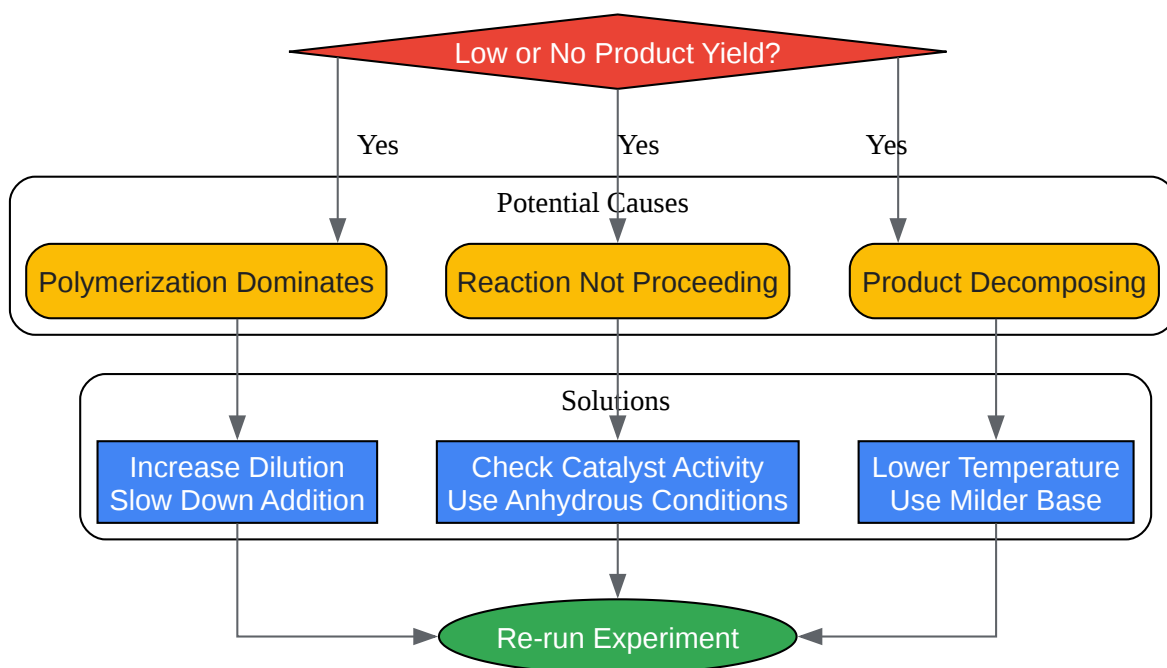 Low or No Product Yield?
Yes
Yes
Yes
Potential Causes
Polymerization Dominates
Reaction Not Proceeding
Product Decomposing
Solutions
Increase Dilution
Slow Down Addition
Check Catalyst Activity
Use Anhydrous Conditions
Lower Temperature
Use Milder Base
Re-run Experiment